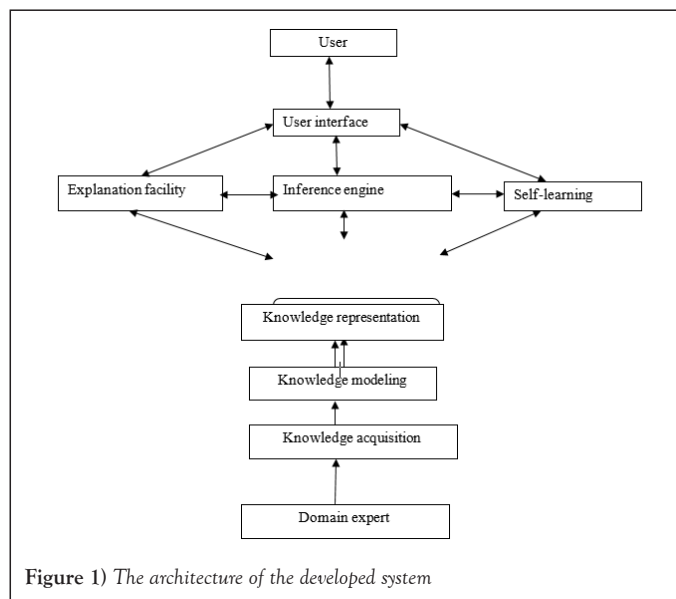 User
User interface
Explanation facility
Inference engine
Self-learning
Knowledge representation
Knowledge modeling
Knowledge acquisition
Domain expert
Figure 1) The architecture of the developed system